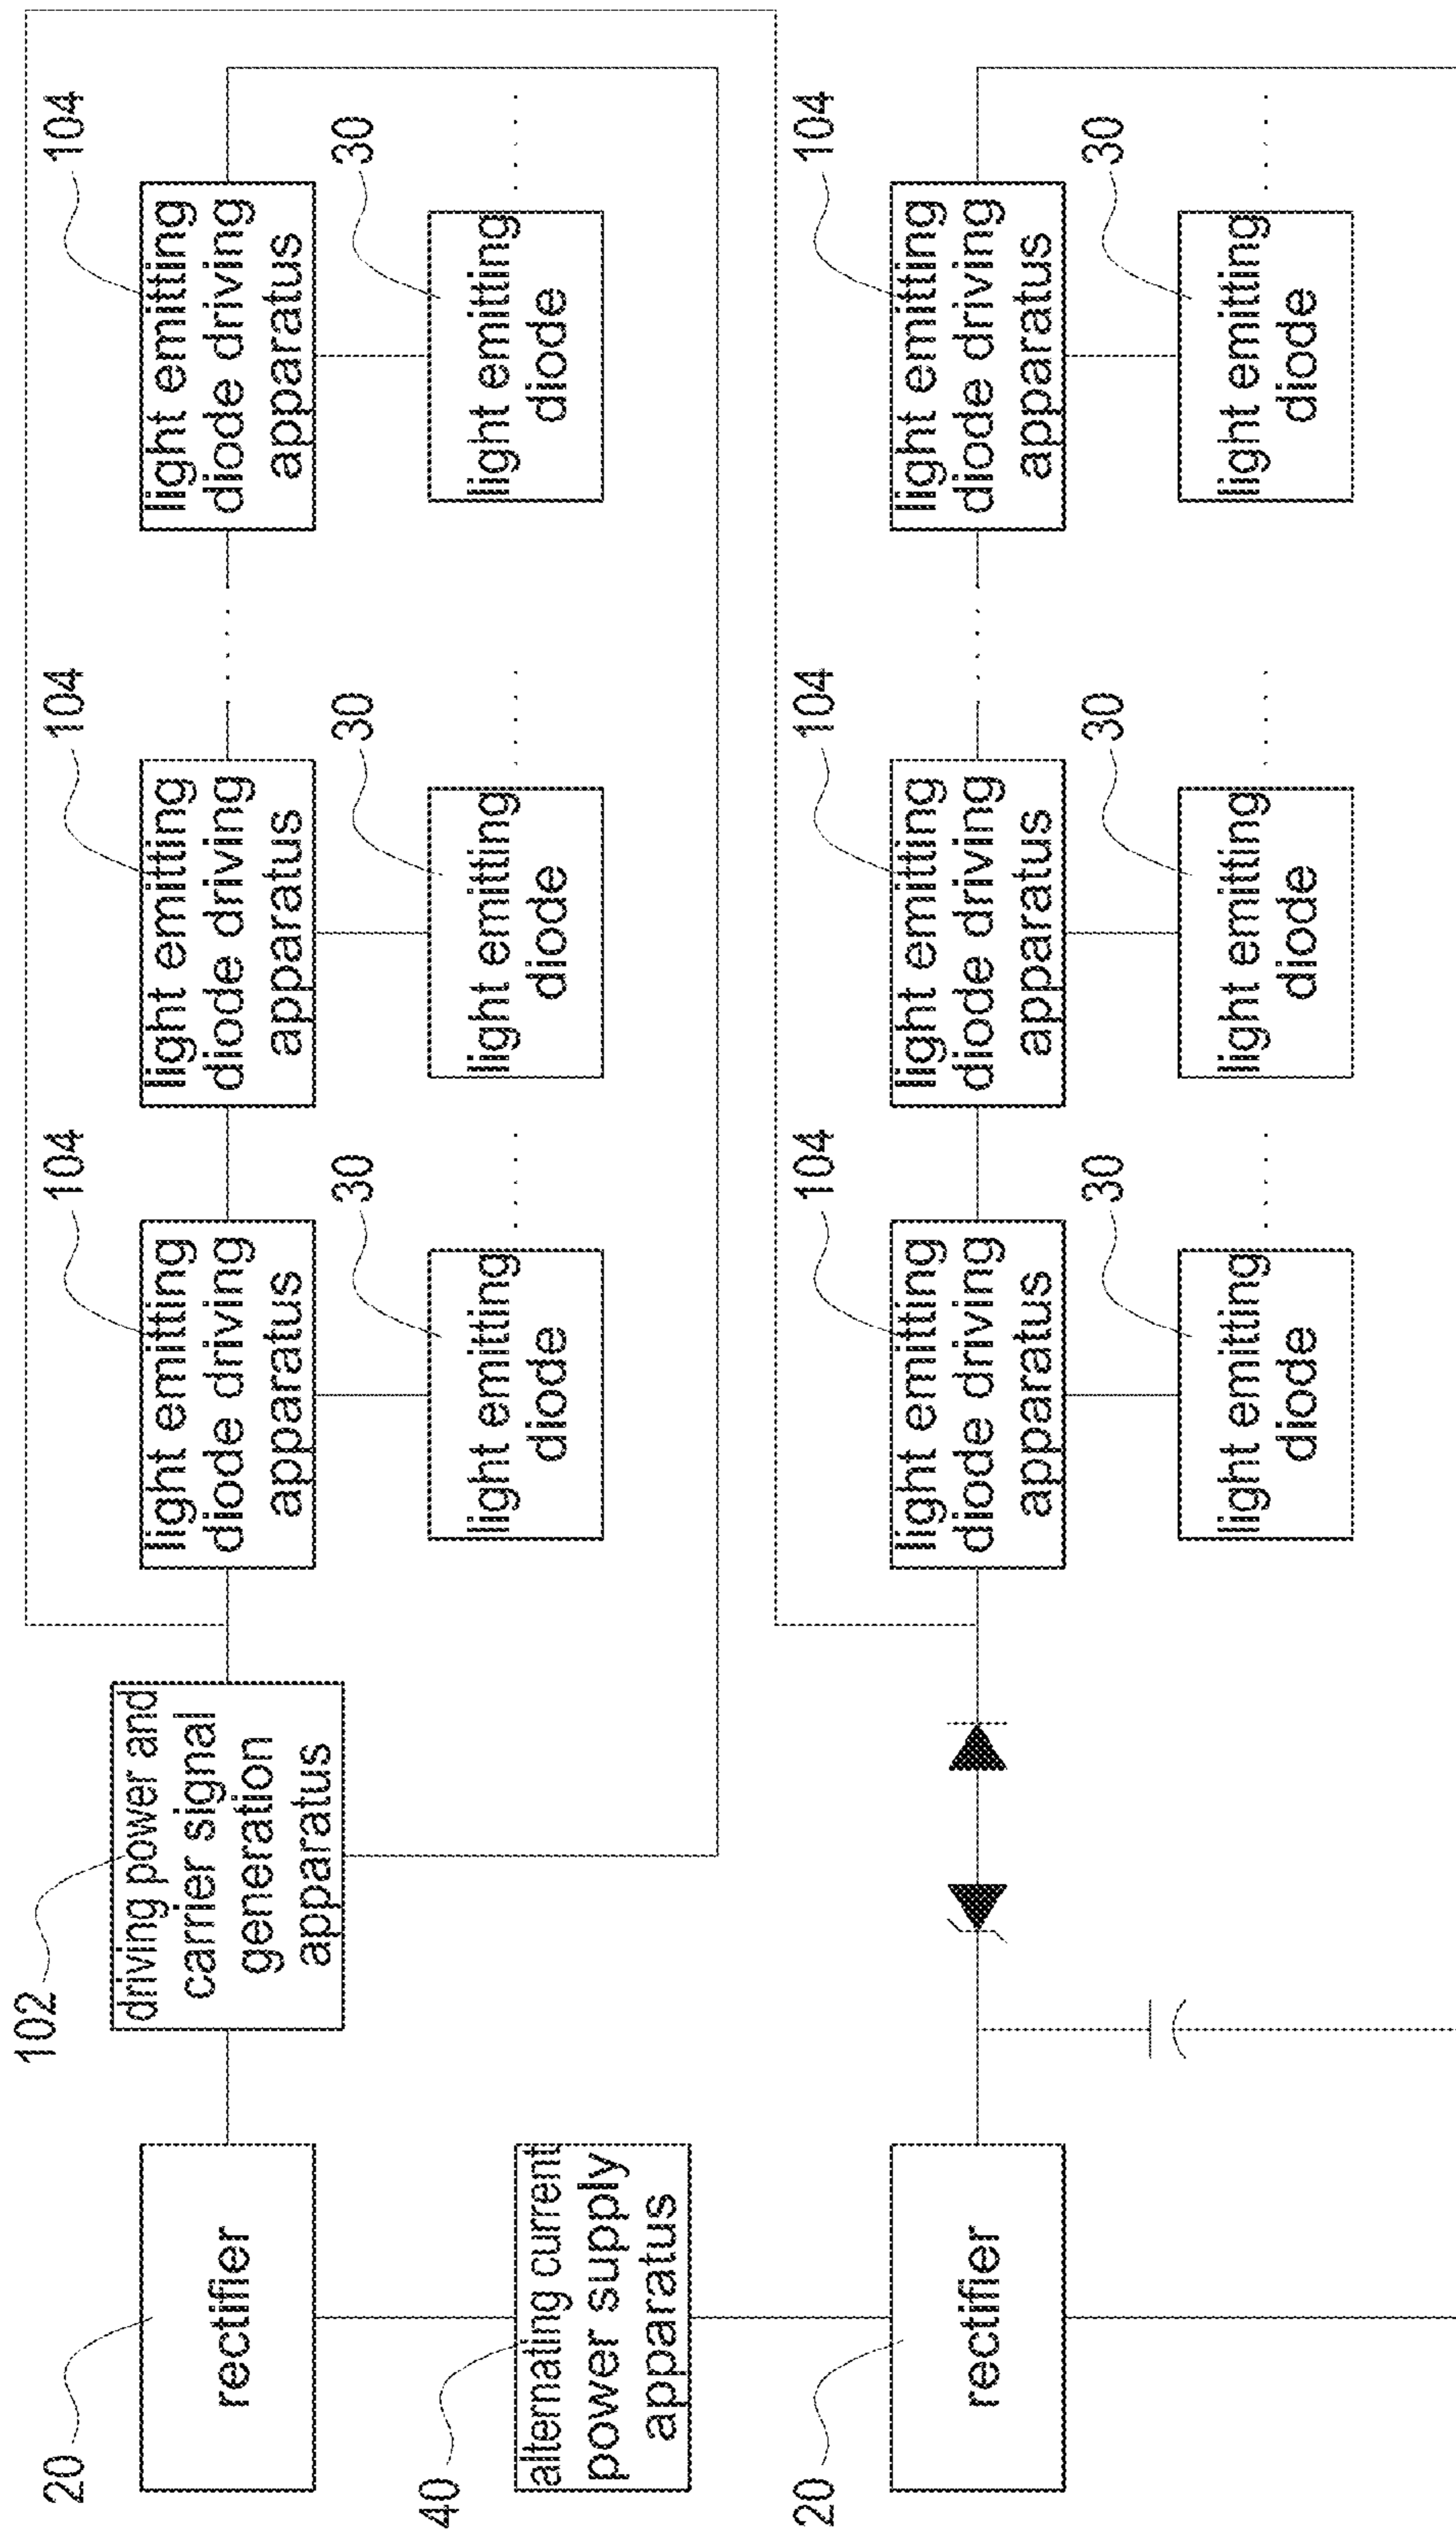 20
rectifier
102
driving power and
carrier signal
generation
apparatus
104
light emitting
diode driving
apparatus
104
light emitting
diode driving
apparatus
104
light emitting
diode driving
apparatus
30
light emitting
diode
30
light emitting
diode
30
light emitting
diode
40
alternating current
power supply
apparatus
20
rectifier
104
light emitting
diode driving
apparatus
104
light emitting
diode driving
apparatus
104
light emitting
diode driving
apparatus
30
light emitting
diode
30
light emitting
diode
30
light emitting
diode